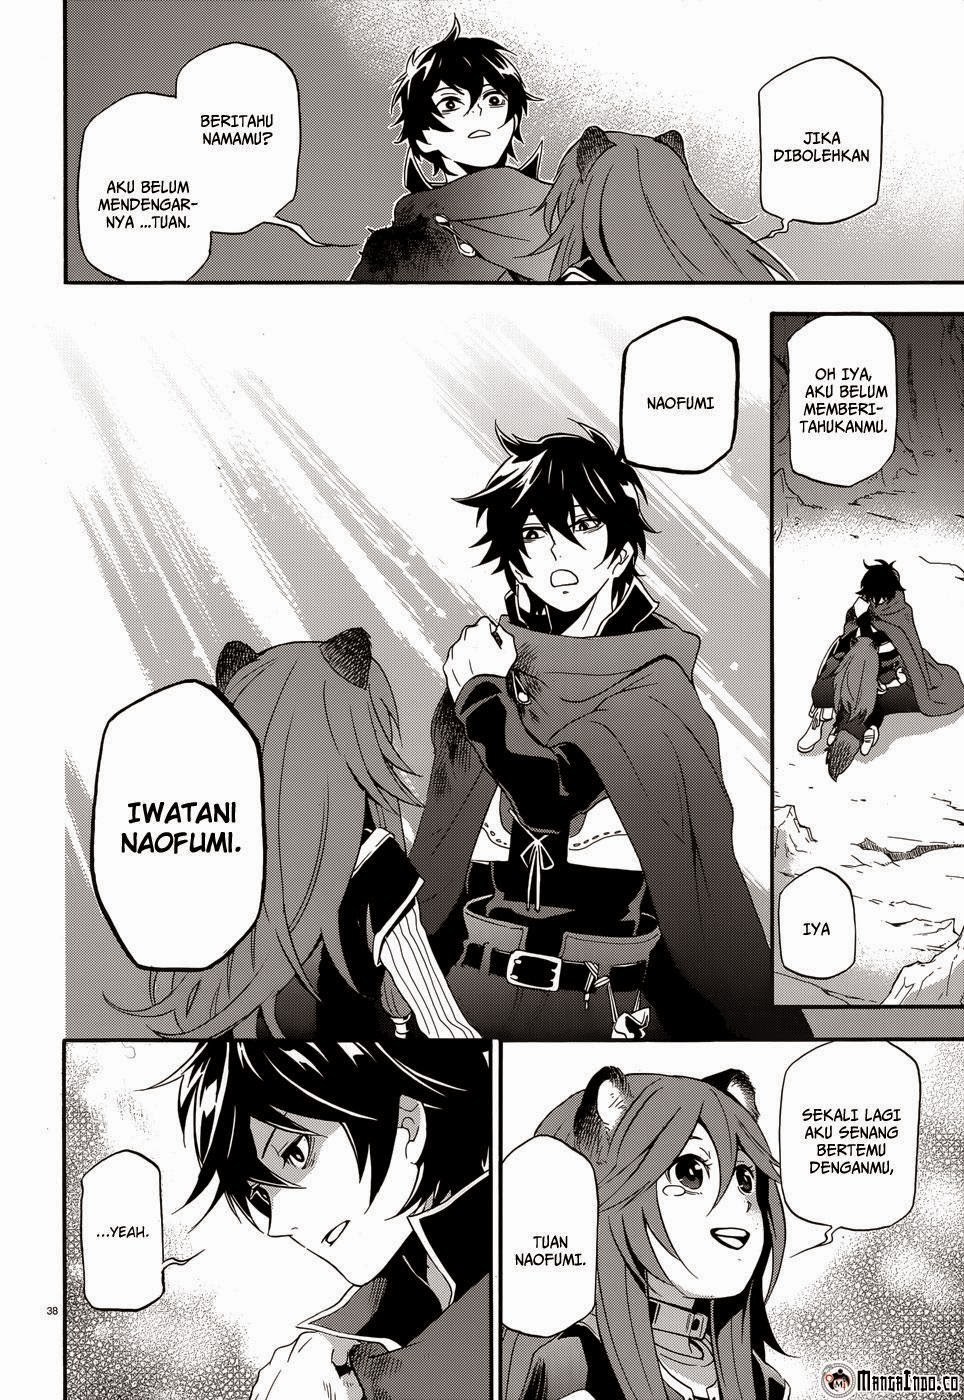 JIKA
DIBOLEHKAN
BERITAHU
NAMAMU?
AKU BELUM
MENDENGAR-
NYA ...TUAN.
OH IYA,
AKU BELUM
MEMBERI-
TAHUKANMU.
IYA
NAOFUMI
IWATANI
NAOFUMI.
SEKALI LAGI
AKU SENANG
BERTEMU
DENGANMU,
TUAN
NAOFUMI.
...YEAH.
38
MANGAINDO.CO